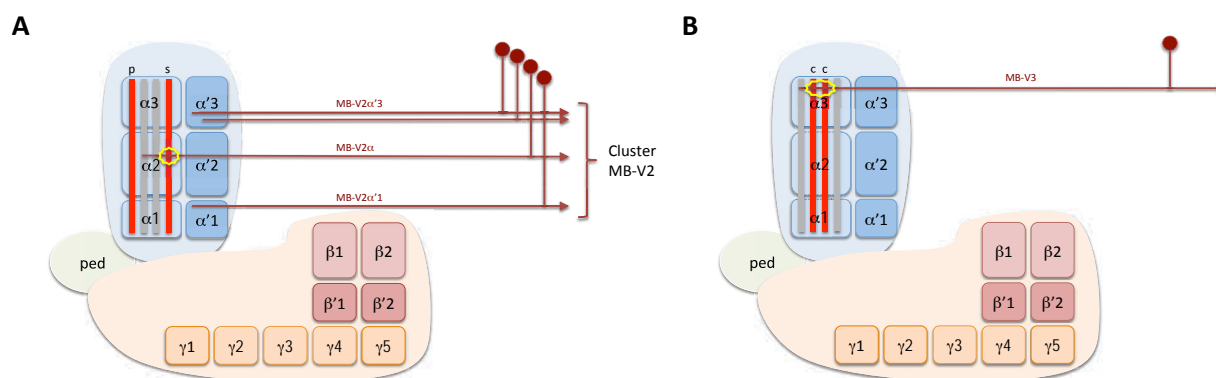 A
p s
α3 α'3
MB-V2α'3
MB-V2α
α2 α'2
MB-V2α'1
α1 α'1
Cluster
MB-V2
ped
β1 β2
β'1 β'2
γ1 γ2 γ3 γ4 γ5
B
c c
MB-V3
α3 α'3
α2 α'2
α1 α'1
ped
β1 β2
β'1 β'2
γ1 γ2 γ3 γ4 γ5